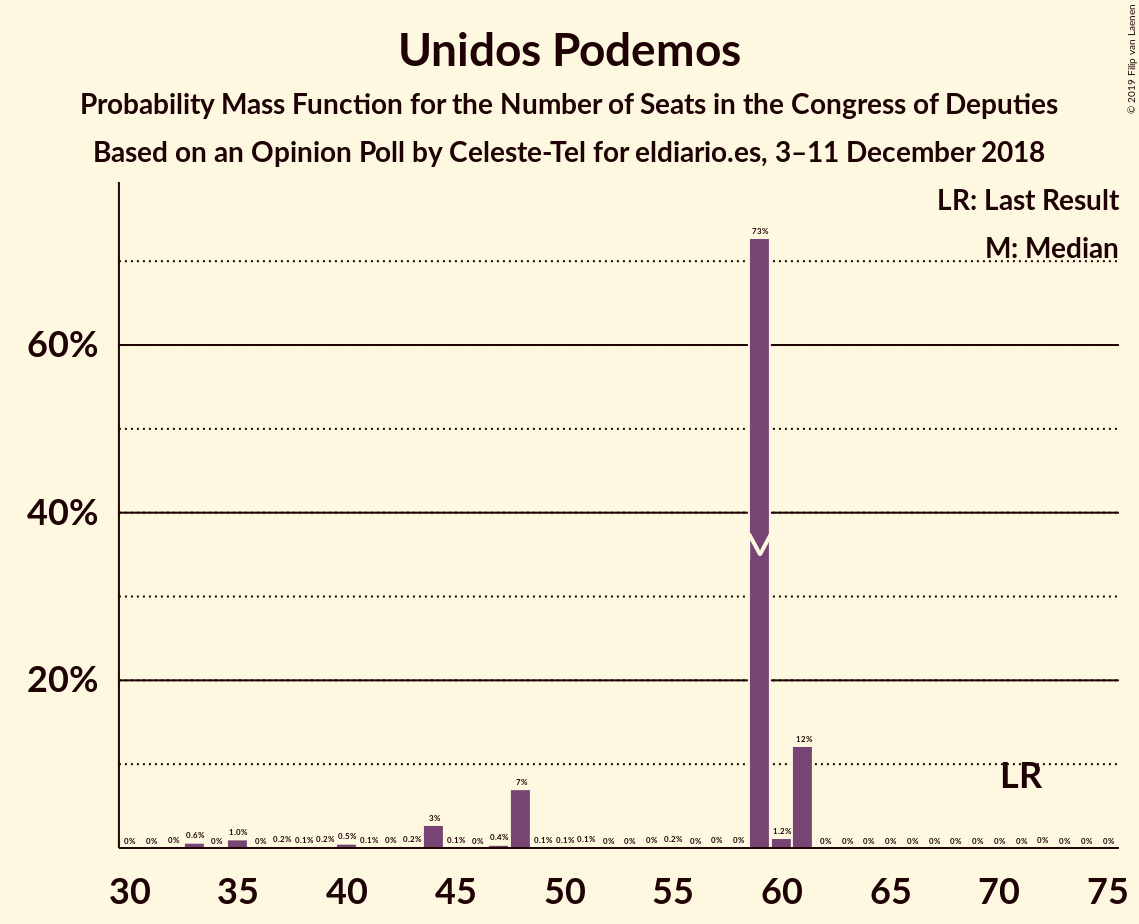 Unidos Podemos
Probability Mass Function for the Number of Seats in the Congress of Deputies
Based on an Opinion Poll by Celeste-Tel for eldiario.es, 3–11 December 2018
© 2019 Filip van Laenen
LR: Last Result
M: Median
60%
40%
20%
0% 0% 0% 0.6% 0% 1.0% 0% 0.2% 0.1% 0.2% 0.5% 0.1% 0% 0.2% 3% 0.1% 0% 0.4% 7% 0.1% 0.1% 0.1% 0% 0% 0% 0.2% 0% 0% 0% 73% 1.2% 12% 0% 0% 0% 0% 0% 0% 0% 0% 0% 0% 0% 0% 0% 0%
LR
30 35 40 45 50 55 60 65 70 75